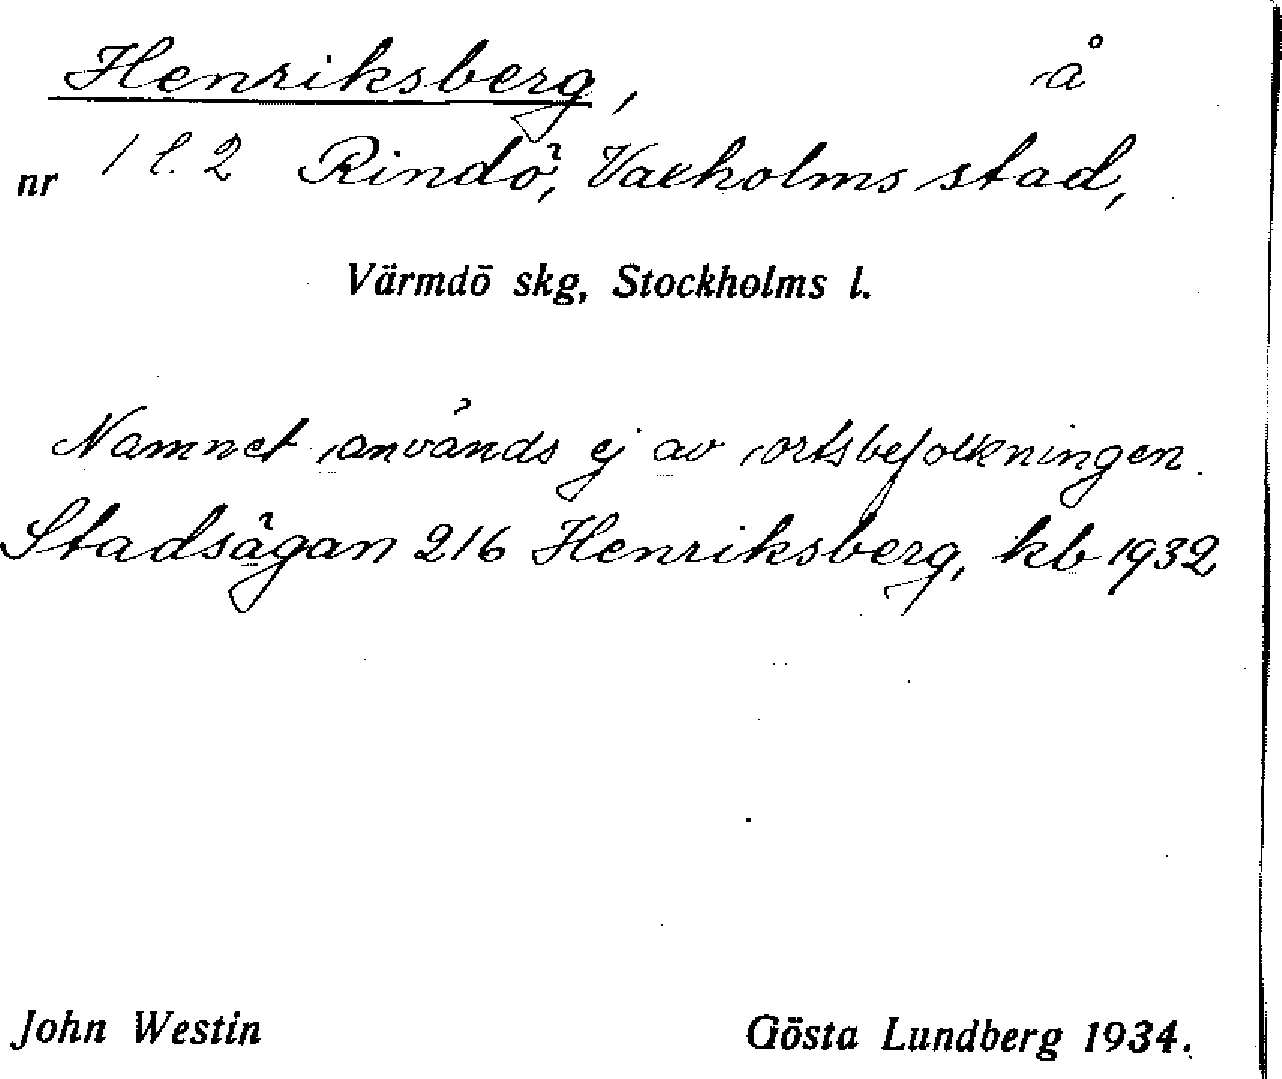 Henriksberg, å
nr 1 l. 2 Rindö, Vaxholms stad,
Värmdö skg, Stockholms l.
Namnet används ej av ortsbefolkningen.
Stadsägan 216 Henriksberg, kb 1932
John Westin Gösta Lundberg 1934.